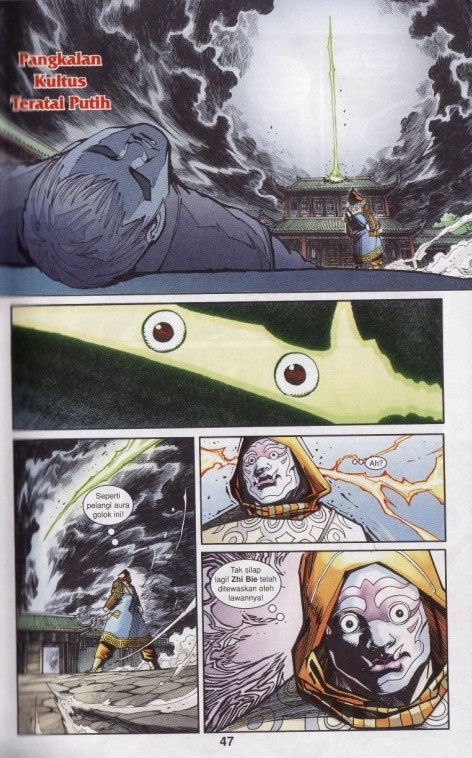 Pangkalan
Kultus
Teratai Putih
Seperti
pelangi aura
golok ini!
Ah?
Tak silap
lagi! Zhi Bie telah
ditewaskan oleh
lawannya!
47